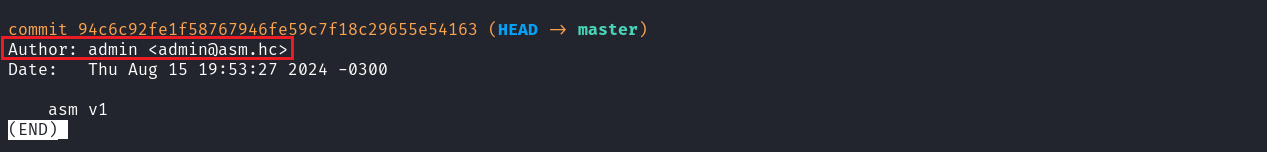 commit 94c6c92fe1f58767946fe59c7f18c29655e54163 (HEAD -> master)
Author: admin <admin@asm.hc>
Date:   Thu Aug 15 19:53:27 2024 -0300
    asm v1
(END)